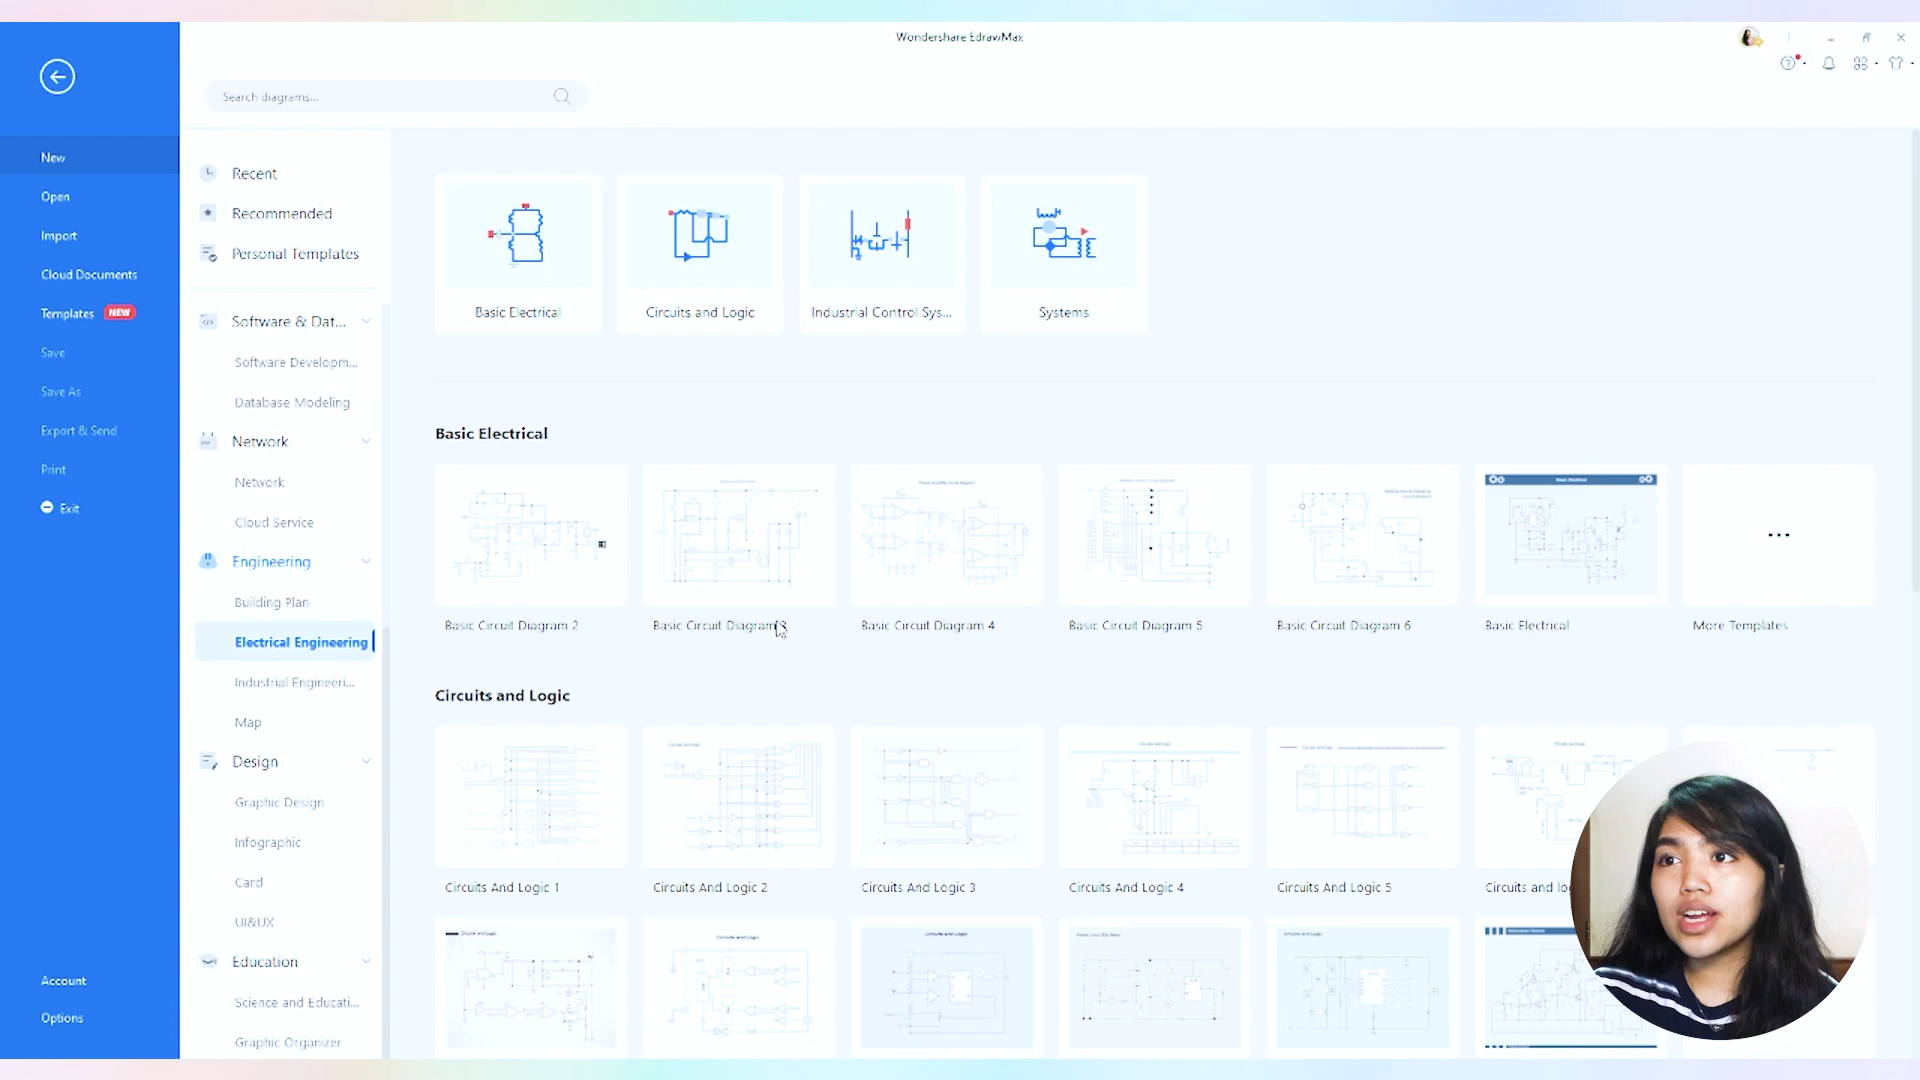 Wondershare EdrawMax
Search diagrams...
New
Open
Import
Cloud Documents
Templates NEW
Save
Save As
Export & Send
Print
Exit
Account
Options
Recent
Recommended
Personal Templates
Software & Dat...
Software Developm...
Database Modeling
Network
Network
Cloud Service
Engineering
Building Plan
Electrical Engineering
Industrial Engineeri...
Map
Design
Graphic Design
Infographic
Card
UI&UX
Education
Science and Educati...
Graphic Organizer
Basic Electrical
Circuits and Logic
Industrial Control Sys...
Systems
Basic Electrical
Basic Circuit Diagram 2
Basic Circuit Diagram 3
Basic Circuit Diagram 4
Basic Circuit Diagram 5
Basic Circuit Diagram 6
Basic Electrical
More Templates
Circuits and Logic
Circuits And Logic 1
Circuits And Logic 2
Circuits And Logic 3
Circuits And Logic 4
Circuits And Logic 5
Circuits and